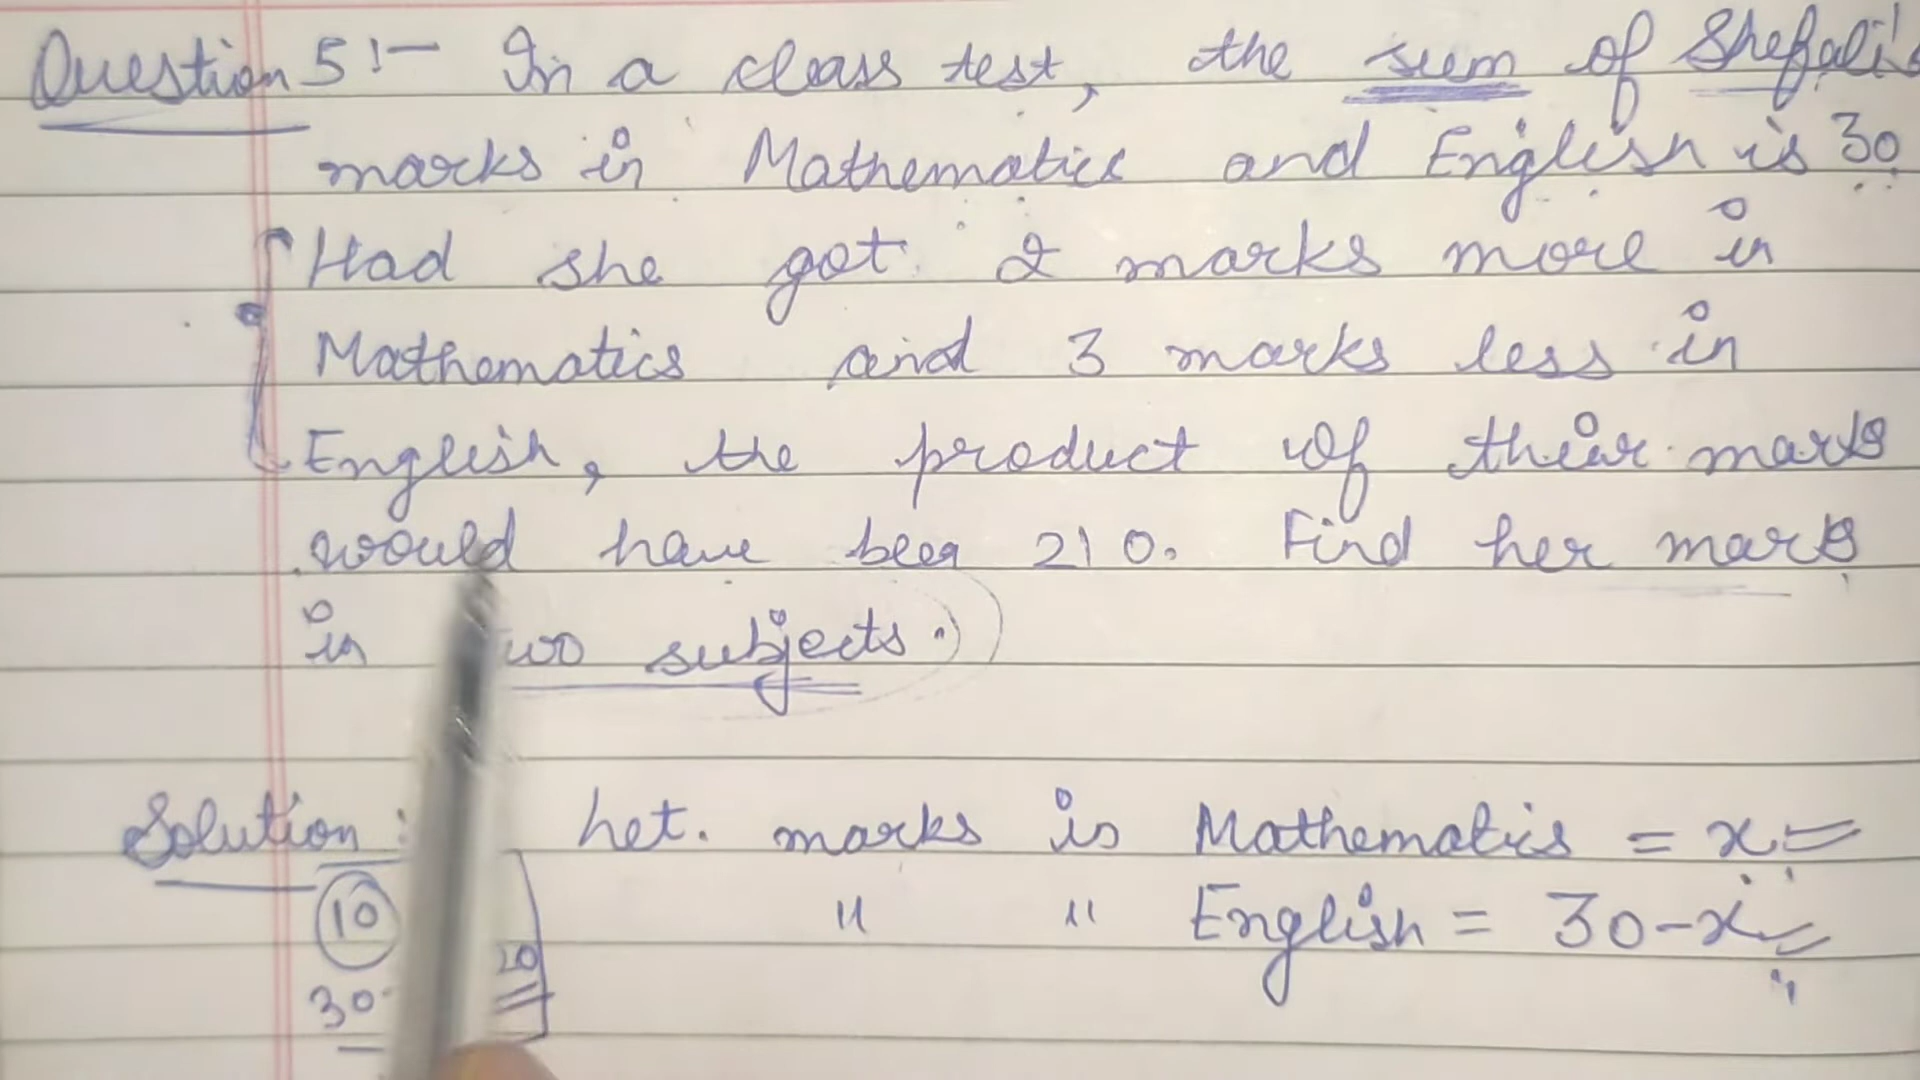 Question 5:- In a class test, the sum of Shefali's
marks in Mathematics and English is 30
Had she got 2 marks more in
Mathematics and 3 marks less in
English, the product of their marks
would have been 210. Find her marks
in two subjects.
Solution: Let. marks in Mathematics = x
" " English = 30-x
10
20
30